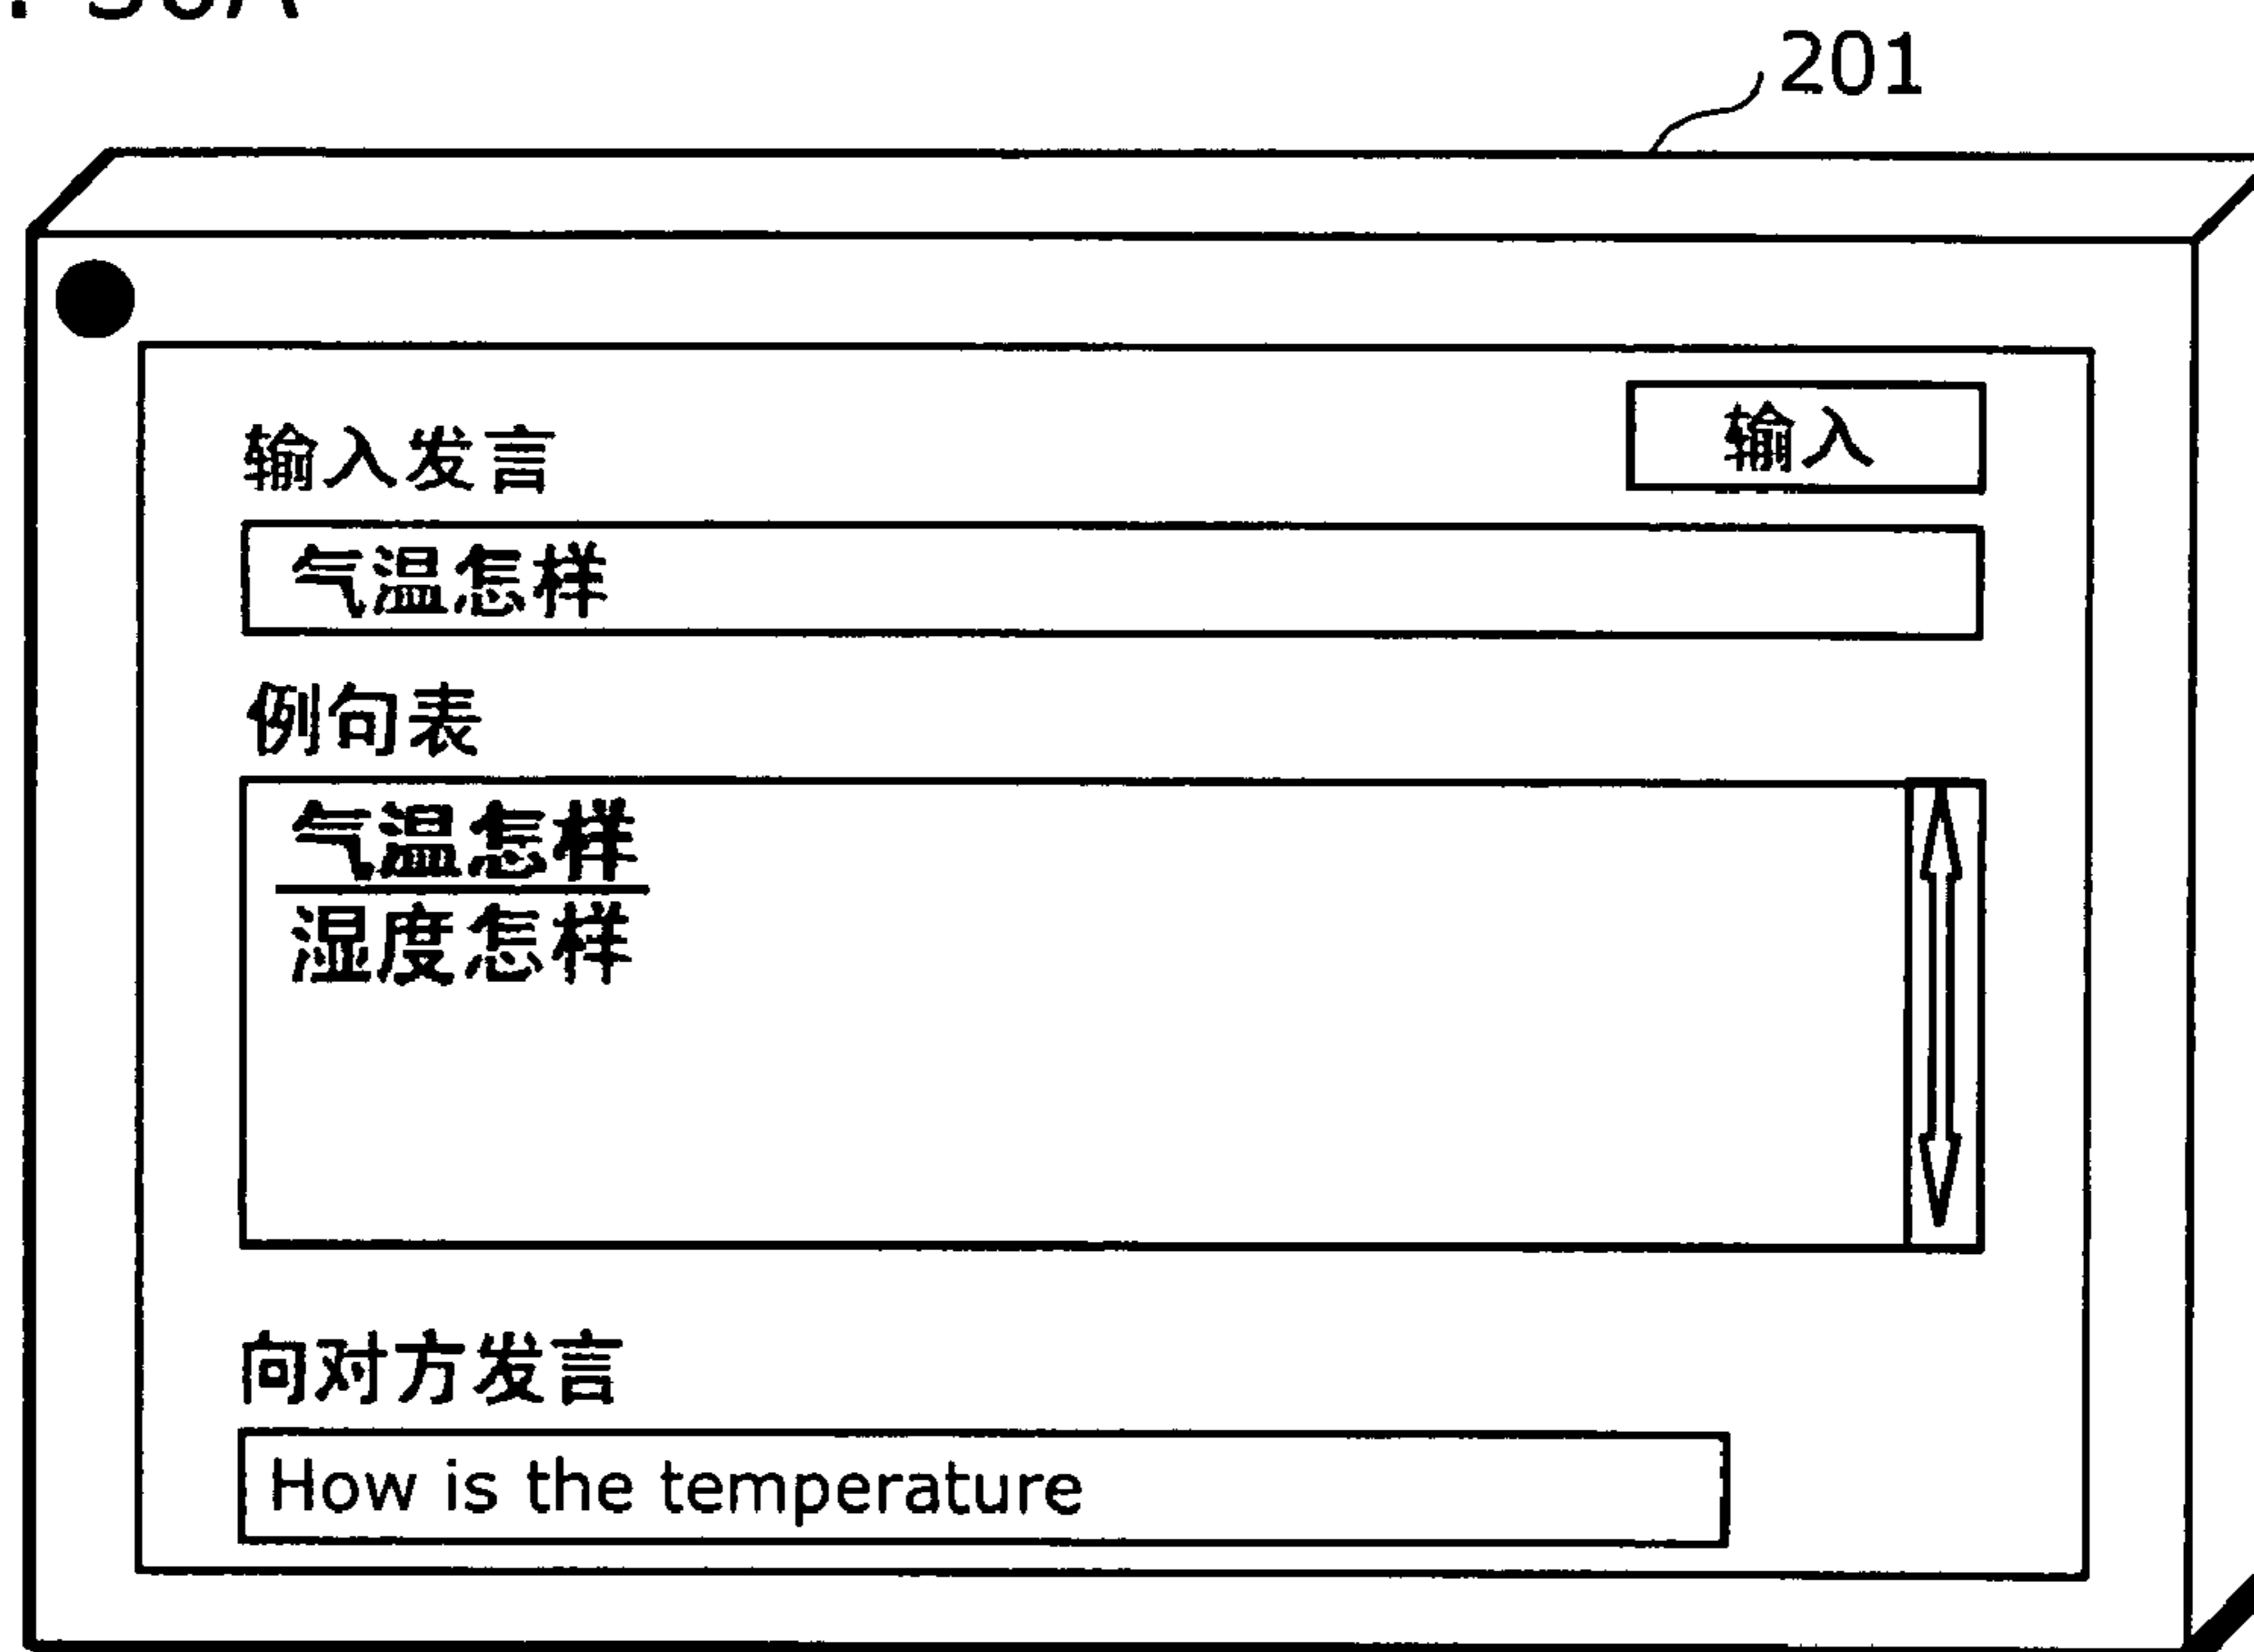 201
输入发言
输入
气温怎样
例句表
气温怎样
湿度怎样
向对方发言
How is the temperature